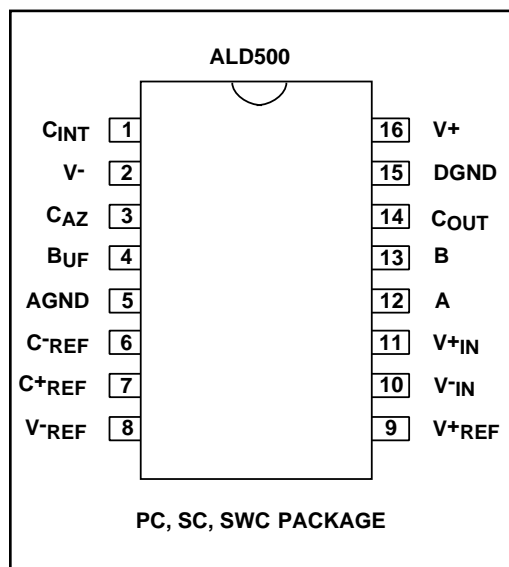 ALD500
CINT 1 16 V+
V- 2 15 DGND
CAZ 3 14 COUT
BUF 4 13 B
AGND 5 12 A
C-REF 6 11 V+IN
C+REF 7 10 V-IN
V-REF 8 9 V+REF
PC, SC, SWC PACKAGE